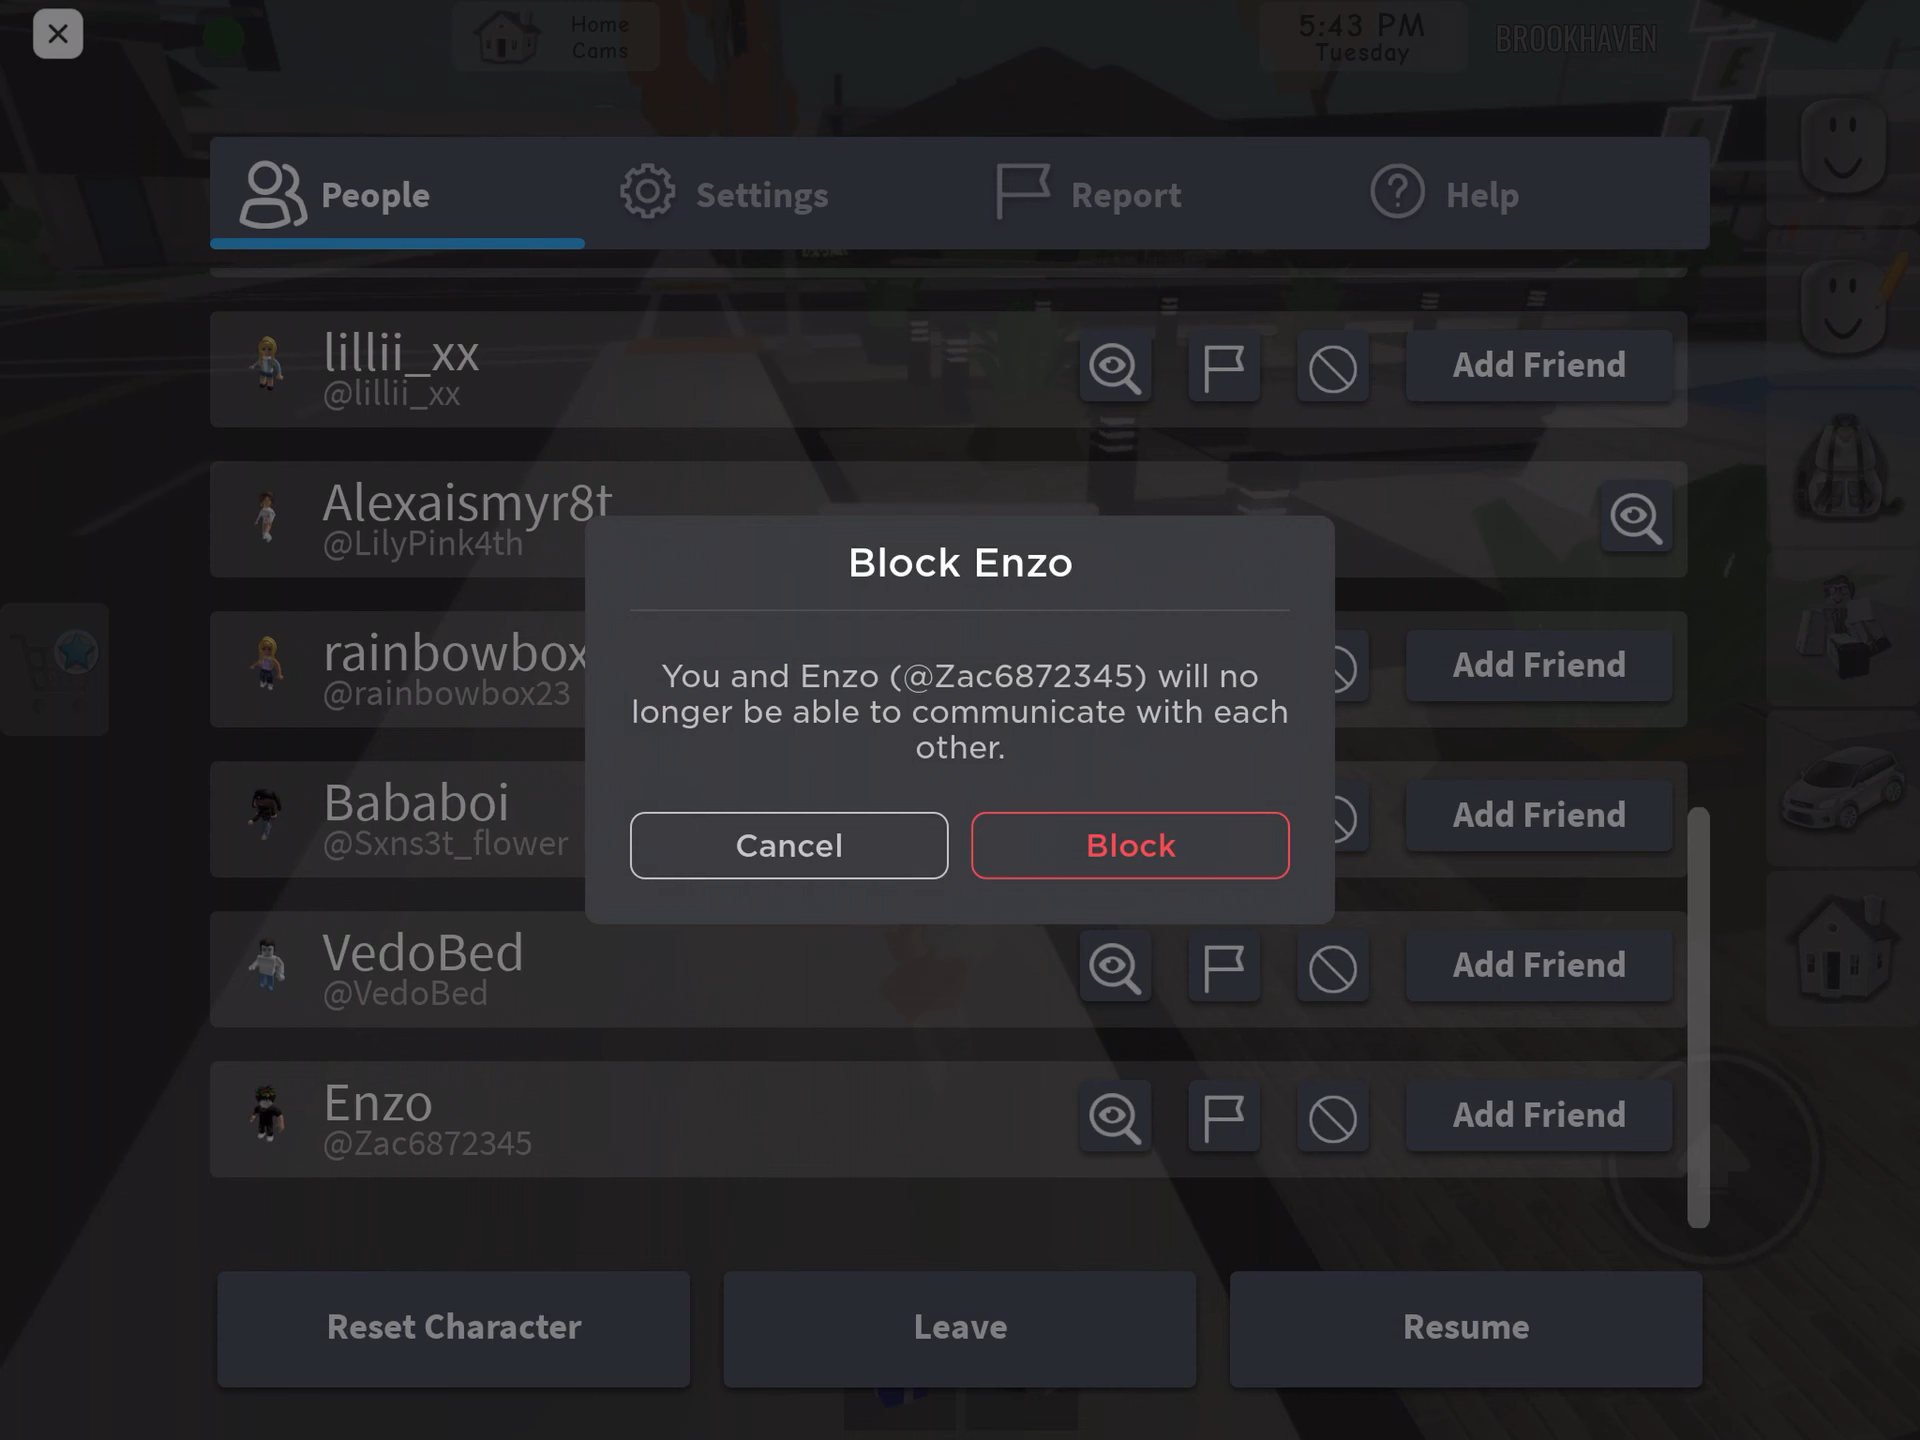 Home
Cams
5:43 PM
Tuesday
BROOKHAVEN
People
Settings
Report
Help
lillii_xx
@lillii_xx
Add Friend
Alexaismyr8t
@LilyPink4th
rainbowbox
@rainbowbox23
Add Friend
Bababoi
@Sxns3t_flower
Add Friend
Block Enzo
You and Enzo (@Zac6872345) will no
longer be able to communicate with each
other.
Cancel
Block
VedoBed
@VedoBed
Add Friend
Enzo
@Zac6872345
Add Friend
Reset Character
Leave
Resume